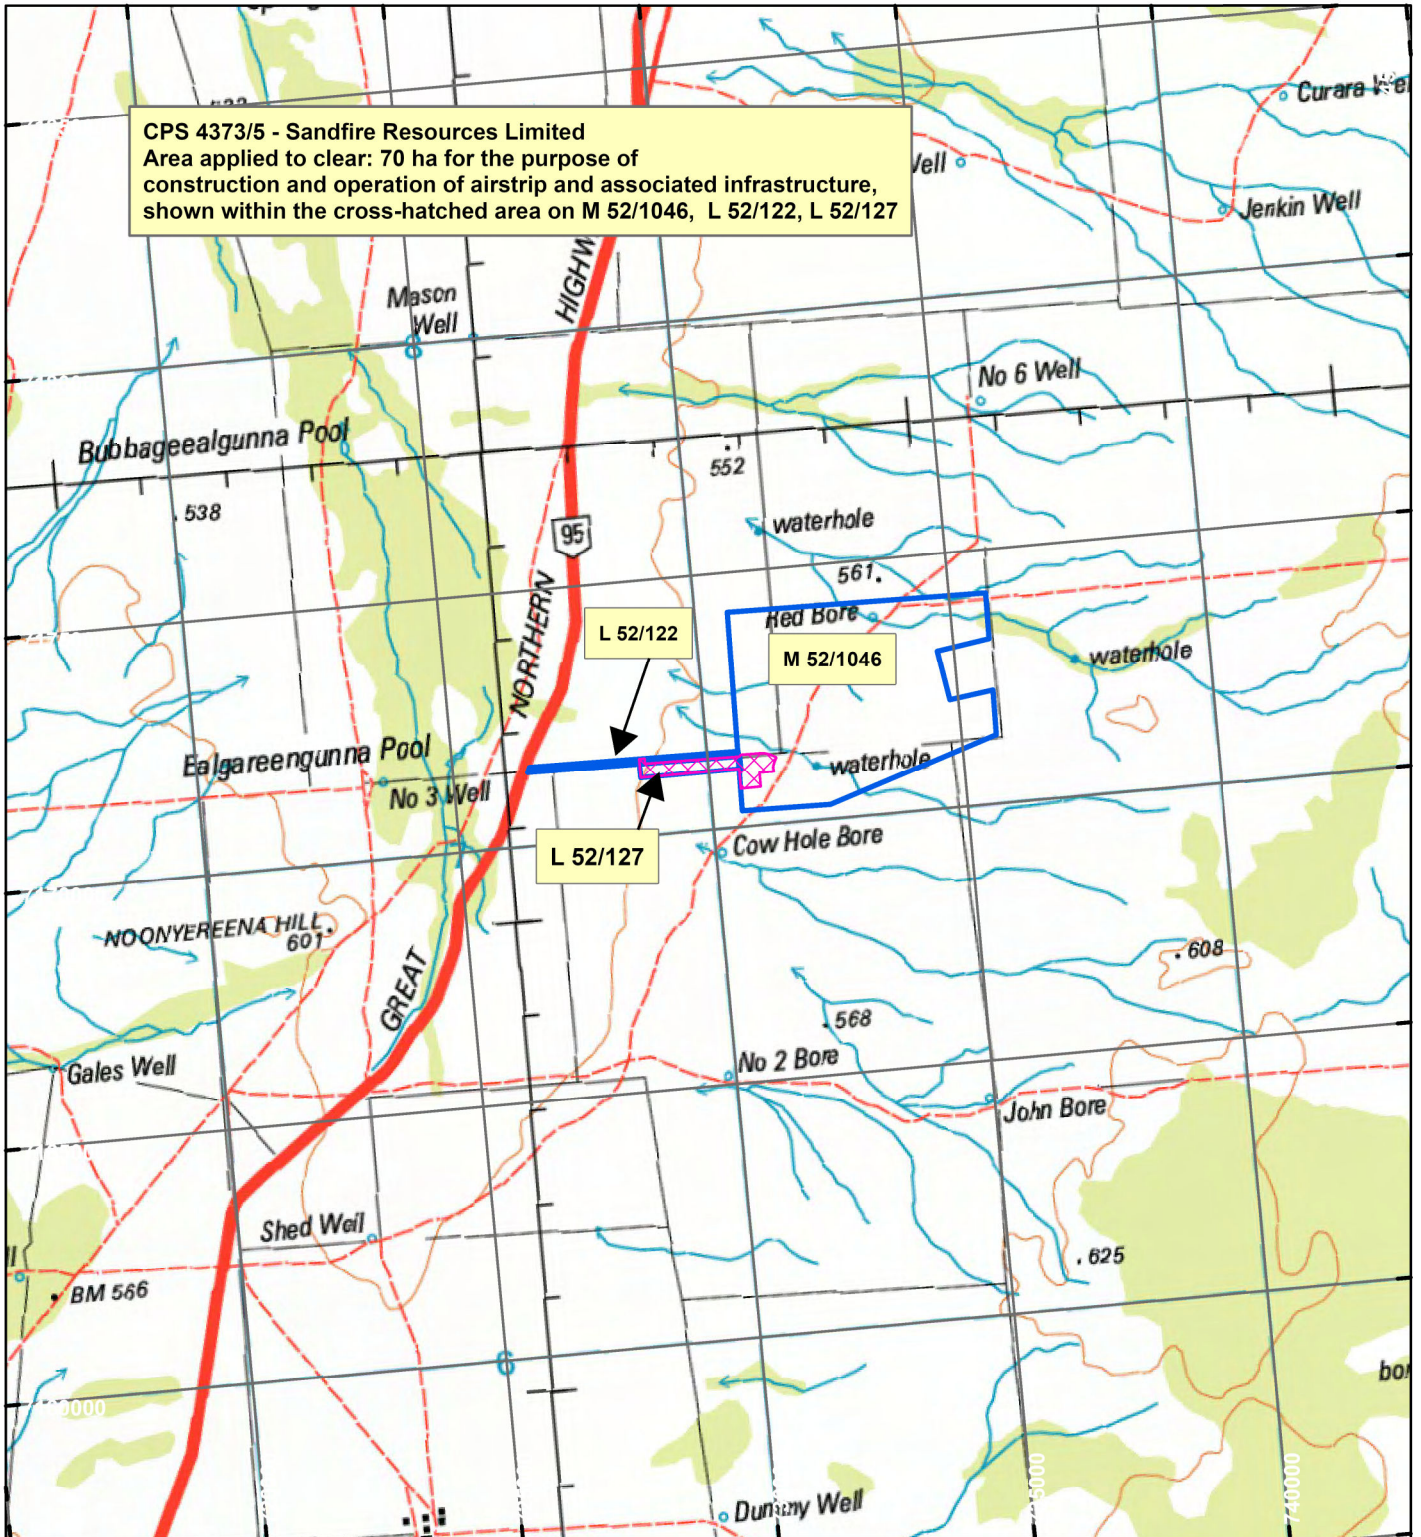 CPS 4373/5 - Sandfire Resources Limited
Area applied to clear: 70 ha for the purpose of
construction and operation of airstrip and associated infrastructure,
shown within the cross-hatched area on M 52/1046, L 52/122, L 52/127
Curara
Jenkin Well
Mason
Well
8
HIGHW
No 6 Well
Bubbageealgunna Pool
552
538
95
waterhole
561
NORTHERN
L 52/122
Red Bore
M 52/1046
waterhole
Ealgareengunna Pool
waterhole
No 3 Well
L 52/127
Cow Hole Bore
NOONYEREENA HILL
601
608
GREAT
568
No 2 Bore
Gales Well
John Bore
Shed Well
625
BM 566
6
740000
Dummy Well